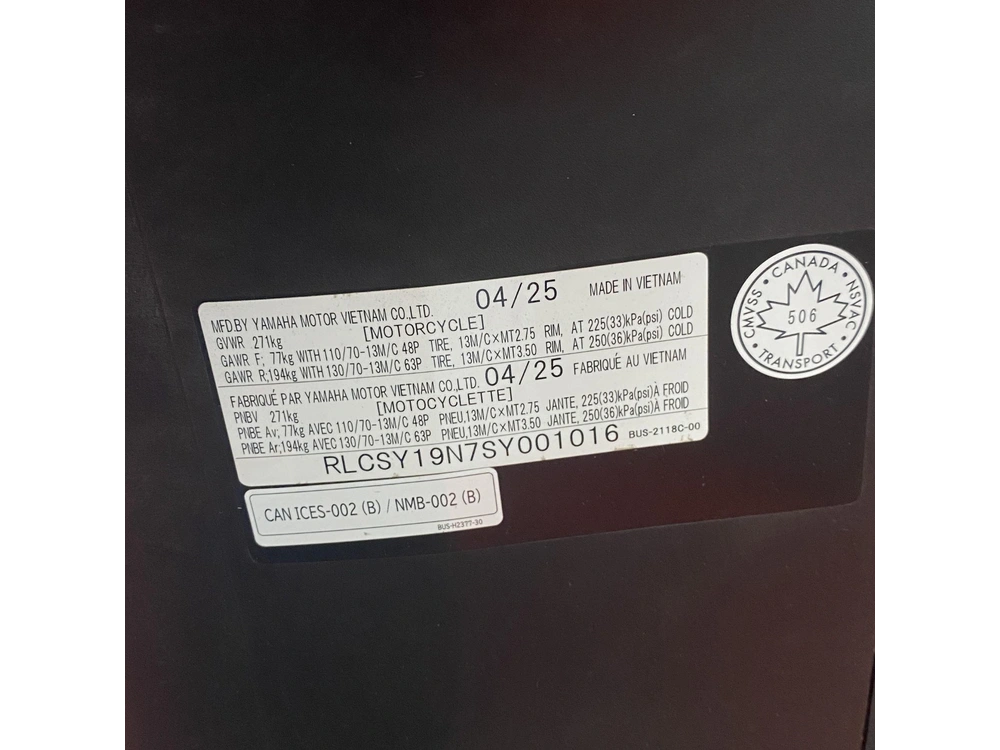 MFD.BY YAMAHA MOTOR VIETNAM CO.,LTD. 04/25 MADE IN VIETNAM
GVWR 271kg [MOTORCYCLE]
GAWR F; 77kg WITH 110/70-13M/C 48P TIRE, 13M/C×MT2.75 RIM, AT 225(33)kPa(psi) COLD
GAWR R;194kg WITH 130/70-13M/C 63P TIRE, 13M/C×MT3.50 RIM, AT 250(36)kPa(psi) COLD
FABRIQUÉ PAR YAMAHA MOTOR VIETNAM CO.,LTD. 04/25 FABRIQUÉ AU VIETNAM
PNBV 271kg [MOTOCYCLETTE]
PNBE Av; 77kg AVEC 110/70-13M/C 48P PNEU,13M/C×MT2.75 JANTE, 225(33)kPa(psi)À FROID
PNBE Ar;194kg AVEC 130/70-13M/C 63P PNEU,13M/C×MT3.50 JANTE, 250(36)kPa(psi)À FROID
RLCSY19N7SY001016 BUS-2118C-00
CAN ICES-002 (B) / NMB-002 (B)
BUS-H2377-30
CMVSS • CANADA • NSVAC
506
• TRANSPORT •